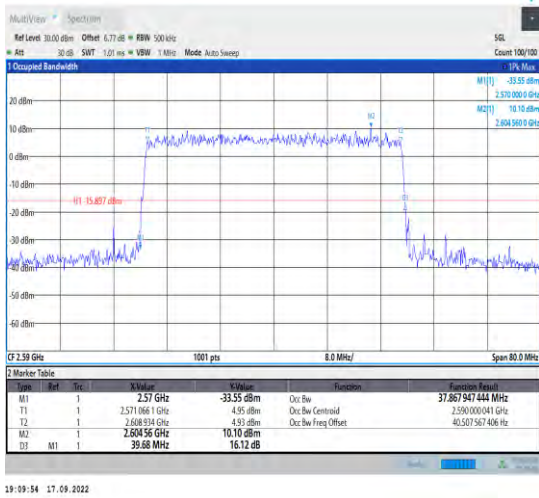 MultiView Spectrum
Ref Level 30.00 dBm Offset 6.77 dB RBW 500 kHz SGL
Att 30 dB SWT 1.01 ms VBW 1 MHz Mode Auto Sweep Count 100/100
1 Occupied Bandwidth 1Pk Max
M1[1] -33.55 dBm
2.570 000 0 GHz
M2[1] 10.10 dBm
2.604 560 0 GHz
20 dBm
M2
10 dBm
T1 T2
0 dBm
-10 dBm
H1 -15.897 dBm
D3
-20 dBm
-30 dBm
M1
-40 dBm
-50 dBm
-60 dBm
CF 2.59 GHz 1001 pts 8.0 MHz/ Span 80.0 MHz
2 Marker Table
Type Ref Trc X-Value Y-Value Function Function Result
M1 1 2.57 GHz -33.55 dBm Occ Bw 37.867 947 444 MHz
T1 1 2.571 066 1 GHz 4.95 dBm Occ Bw Centroid 2.590 000 041 GHz
T2 1 2.608 934 GHz 4.93 dBm Occ Bw Freq Offset 40.507 567 406 Hz
M2 1 2.604 56 GHz 10.10 dBm
D3 M1 1 39.68 MHz 16.12 dB
19:09:54 17.09.2022